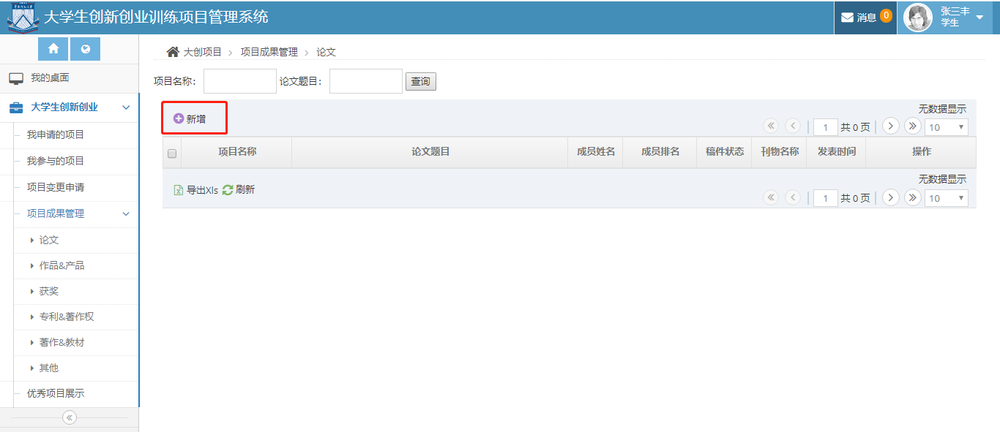 大学生创新创业训练项目管理系统
消息 0
张三丰
学生
大创项目 项目成果管理 论文
我的桌面
项目名称: 论文题目: 查询
大学生创新创业
无数据显示
新增
1 共 0 页 10
我申请的项目
我参与的项目
项目变更申请
项目成果管理
论文
作品&产品
获奖
专利&著作权
著作&教材
其他
优秀项目展示
项目名称 论文题目 成员姓名 成员排名 稿件状态 刊物名称 发表时间 操作
无数据显示
导出Xls 刷新
1 共 0 页 10